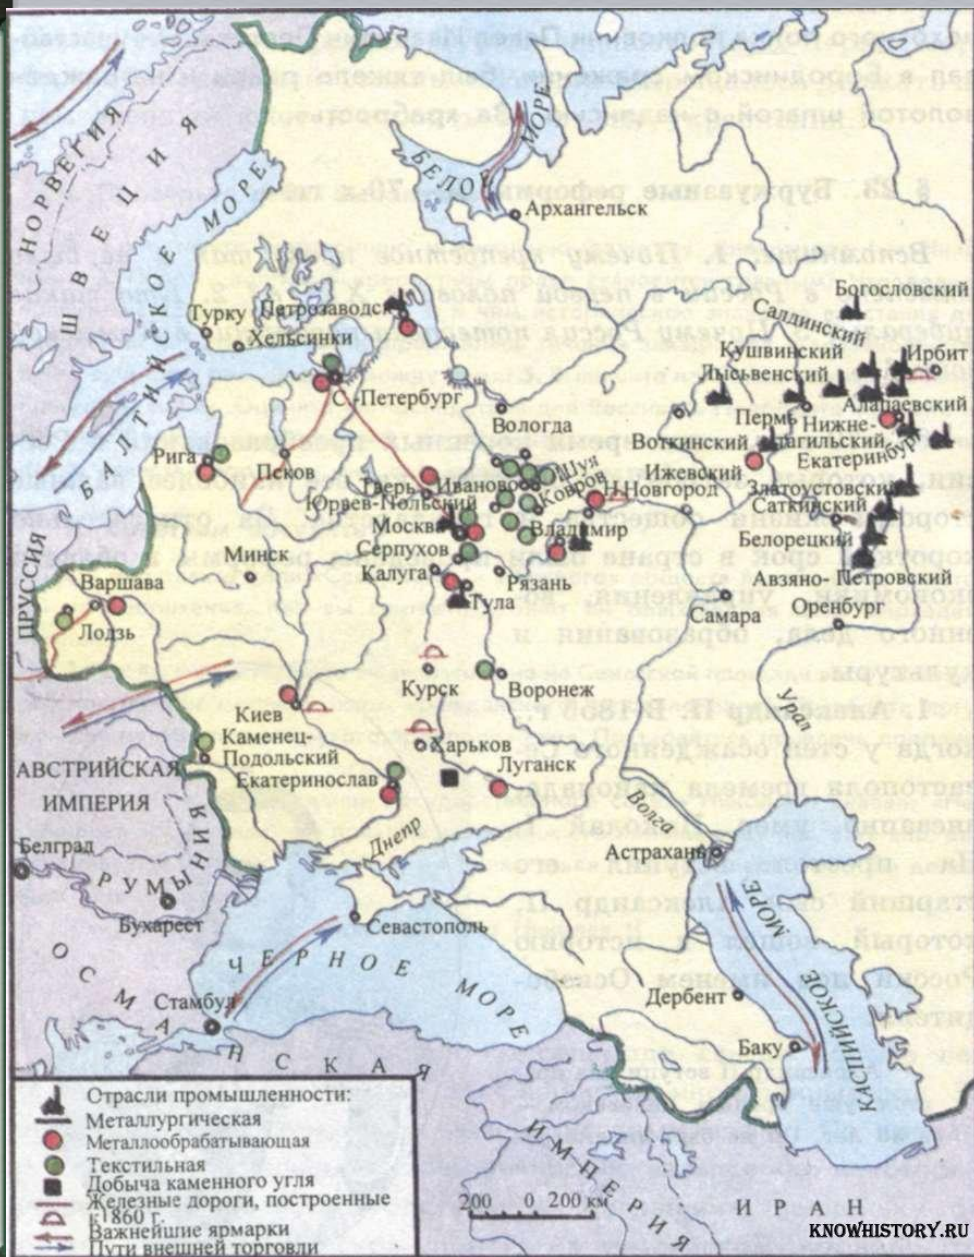 НОРВЕГИЯ
ШВЕЦИЯ
БАЛТИЙСКОЕ МОРЕ
БЕЛОЕ МОРЕ
Архангельск
Богословский
Саллинский
Петрозаводск
Турку
Хельсинки
Кушвинский
Ирбит
Лысьвенский
С.-Петербург
Пермь
Алапаевский
Нижне-
Тагильский
Вологда
Воткинский
Екатеринбург
Рига
Псков
Шуя
Ижевский
Тверь
Иваново
Ковров
Н.Новгород
Златоустовский
Юрьев-Польский
Саткинский
Москва
Владимир
Белорецкий
Минск
Серпухов
Авзяно- Петровский
Калуга
Рязань
ПРУССИЯ
Варшава
Тула
Самара
Оренбург
Лодзь
Курск
Воронеж
Урал
Киев
Каменец-
Подольский
Харьков
АВСТРИЙСКАЯ
ИМПЕРИЯ
Екатеринослав
Луганск
Волга
Днепр
Астрахань
Белград
РУМЫНИЯ
Бухарест
Севастополь
ЧЕРНОЕ
МОРЕ
КАСПИЙСКОЕ МОРЕ
Стамбул
Дербент
Баку
ОСМАНСКАЯ
ИМПЕРИЯ
ИРАН
Отрасли промышленности:
Металлургическая
Металлообрабатывающая
Текстильная
Добыча каменного угля
Железные дороги, построенные
к 1860 г.
Важнейшие ярмарки
Пути внешней торговли
200 0 200 км
KNOWHISTORY.RU